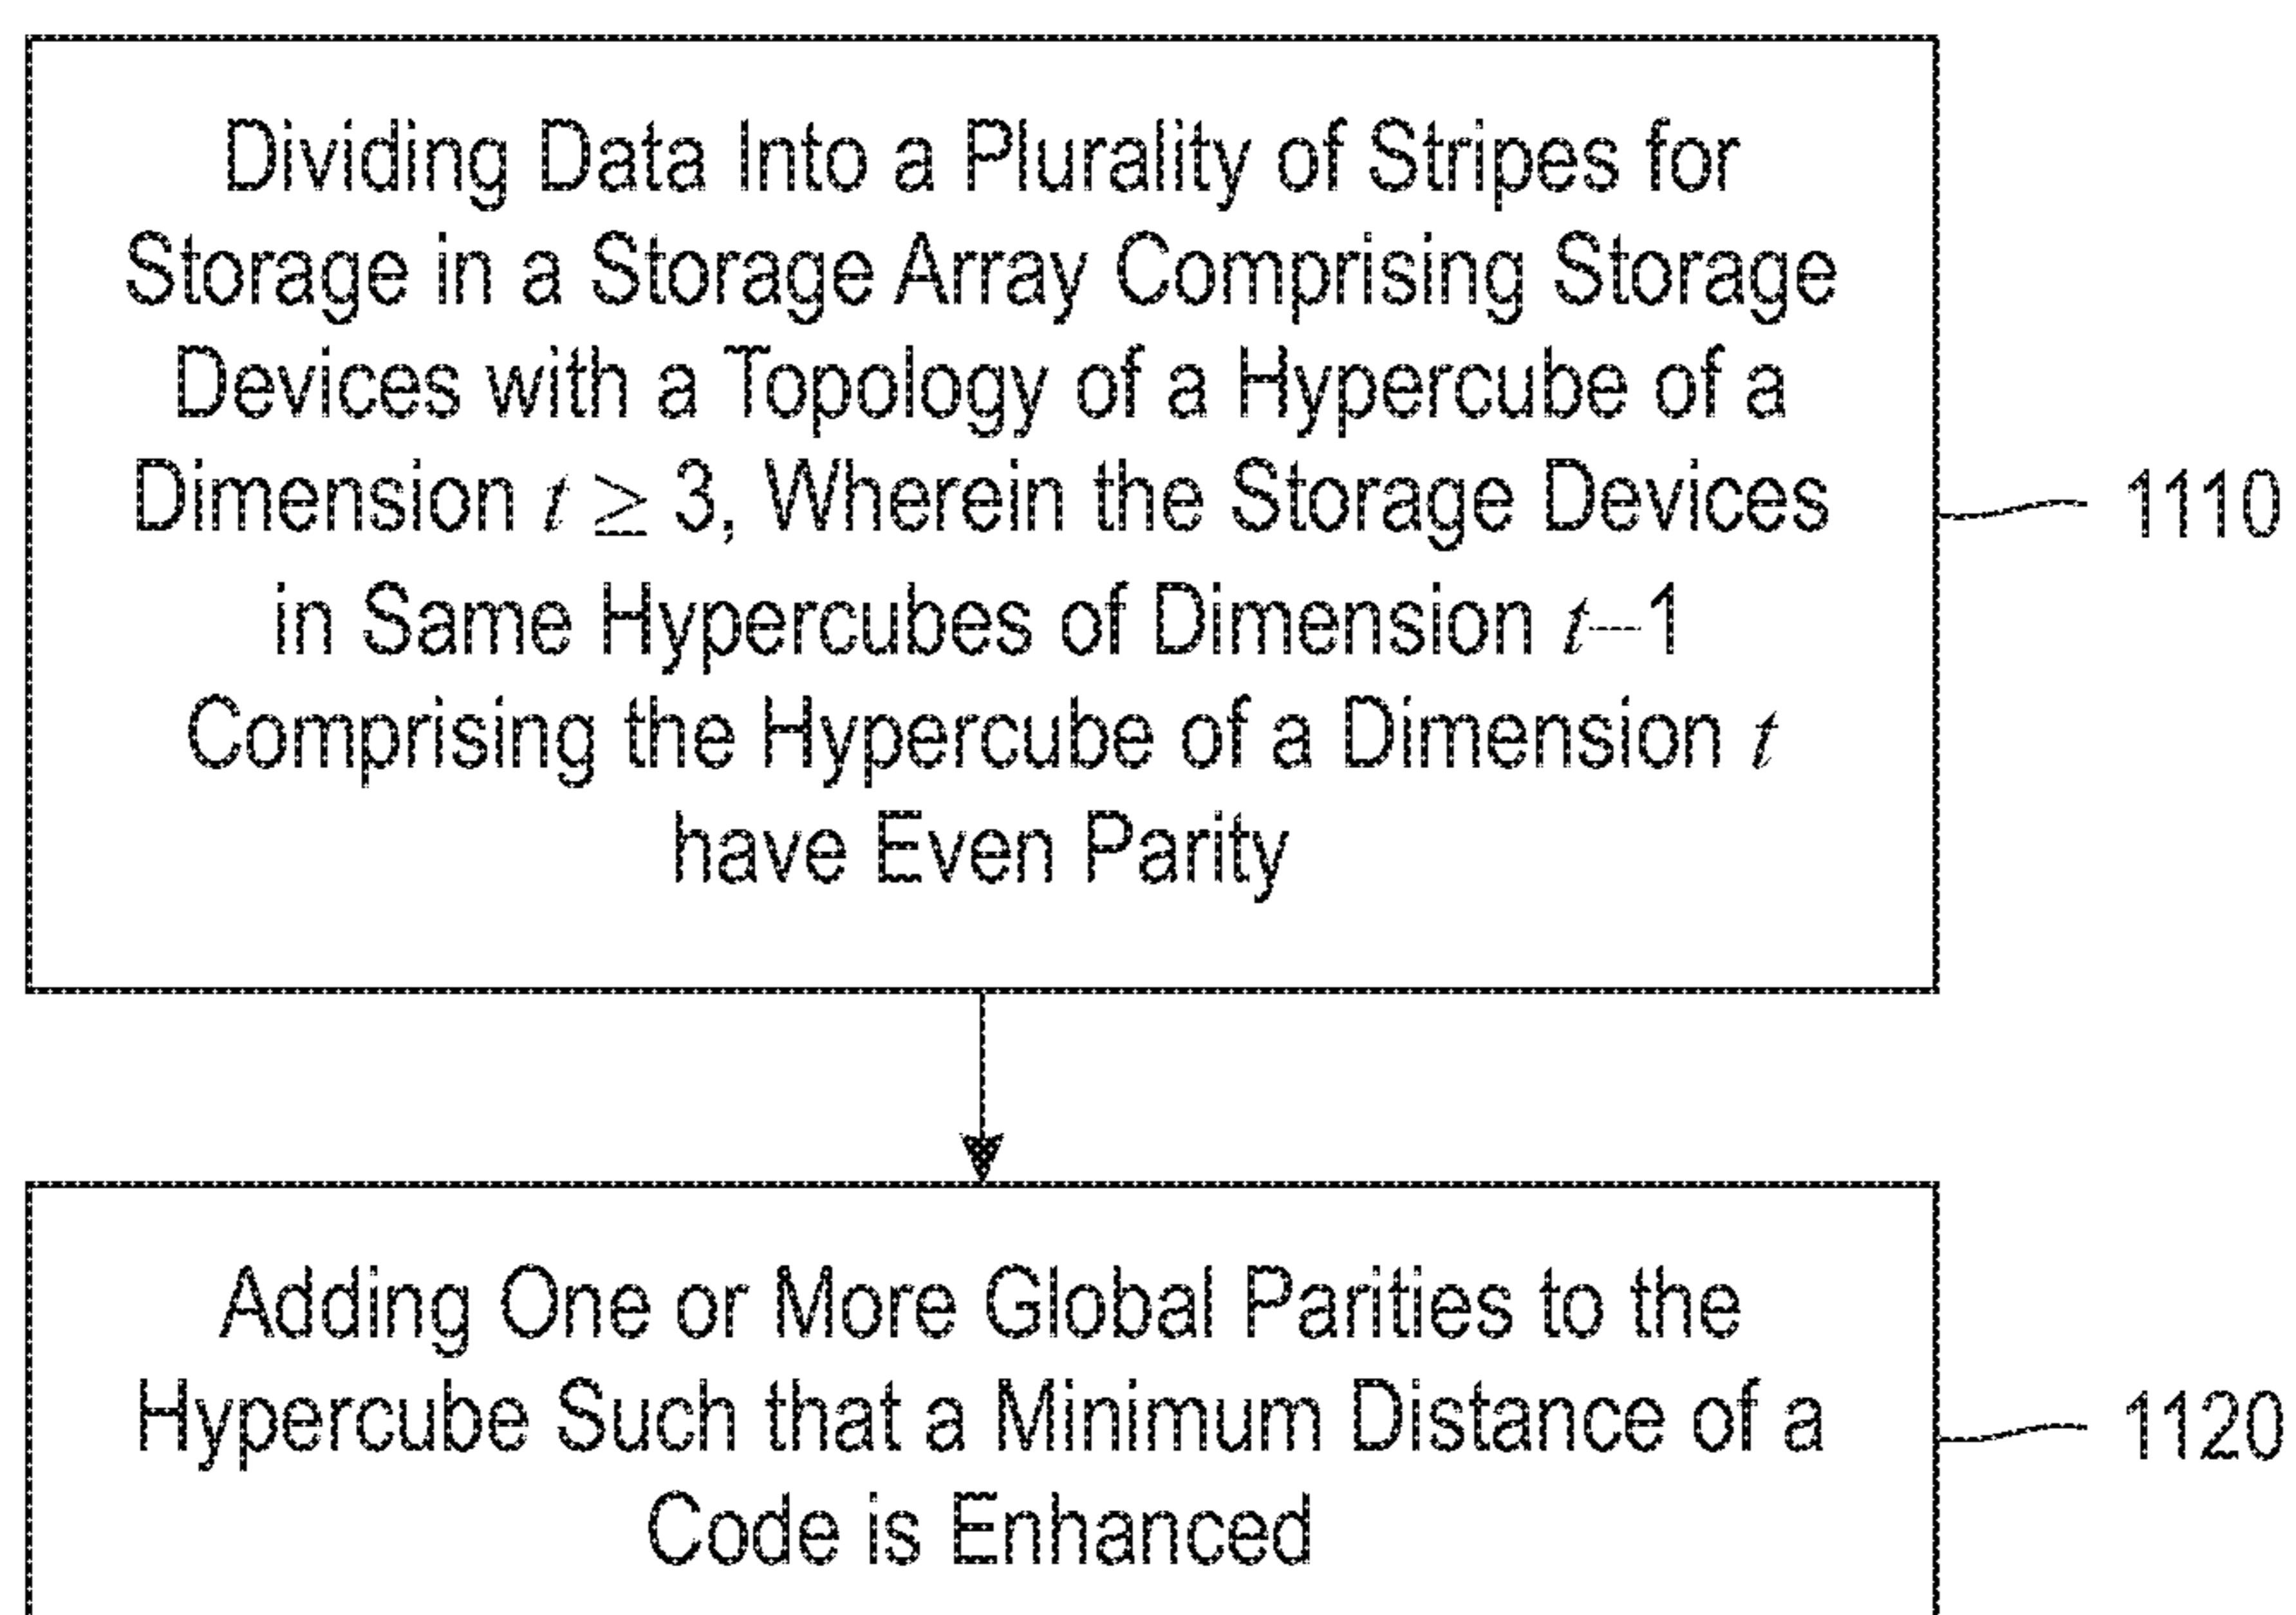 Dividing Data Into a Plurality of Stripes for
Storage in a Storage Array Comprising Storage
Devices with a Topology of a Hypercube of a
Dimension t ≥ 3, Wherein the Storage Devices
in Same Hypercubes of Dimension t–1
Comprising the Hypercube of a Dimension t
have Even Parity
1110
Adding One or More Global Parities to the
Hypercube Such that a Minimum Distance of a
Code is Enhanced
1120